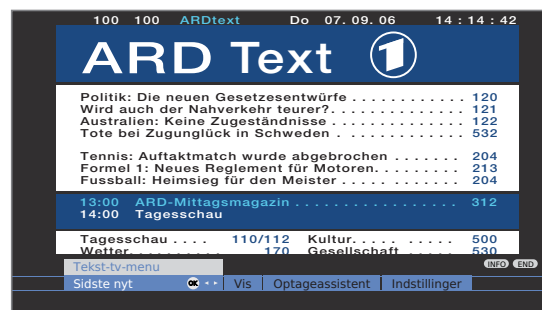 100 100 ARDtext Do 07. 09. 06 14 : 14 : 42
ARD Text 1
Politik: Die neuen Gesetzesentwürfe . . . . . . . . . . . . 120
Wird auch der Nahverkehr teurer?. . . . . . . . . . . . . . 121
Australien: Keine Zugeständnisse . . . . . . . . . . . . . . 122
Tote bei Zugunglück in Schweden . . . . . . . . . . . . . 532
Tennis: Auftaktmatch wurde abgebrochen . . . . . . . 204
Formel 1: Neues Reglement für Motoren. . . . . . . . . 213
Fussball: Heimsieg für den Meister . . . . . . . . . . . . 204
13:00 ARD-Mittagsmagazin . . . . . . . . . . . . . . . . . 312
14:00 Tagesschau
Tagesschau . . . . 110/112 Kultur. . . . . . . . . . 500
Wetter. . . . . . . . . . 170 Gesellschaft . . . . . . 530
Tekst-tv-menu INFO END
Sidste nyt OK Vis Optageassistent Indstillinger